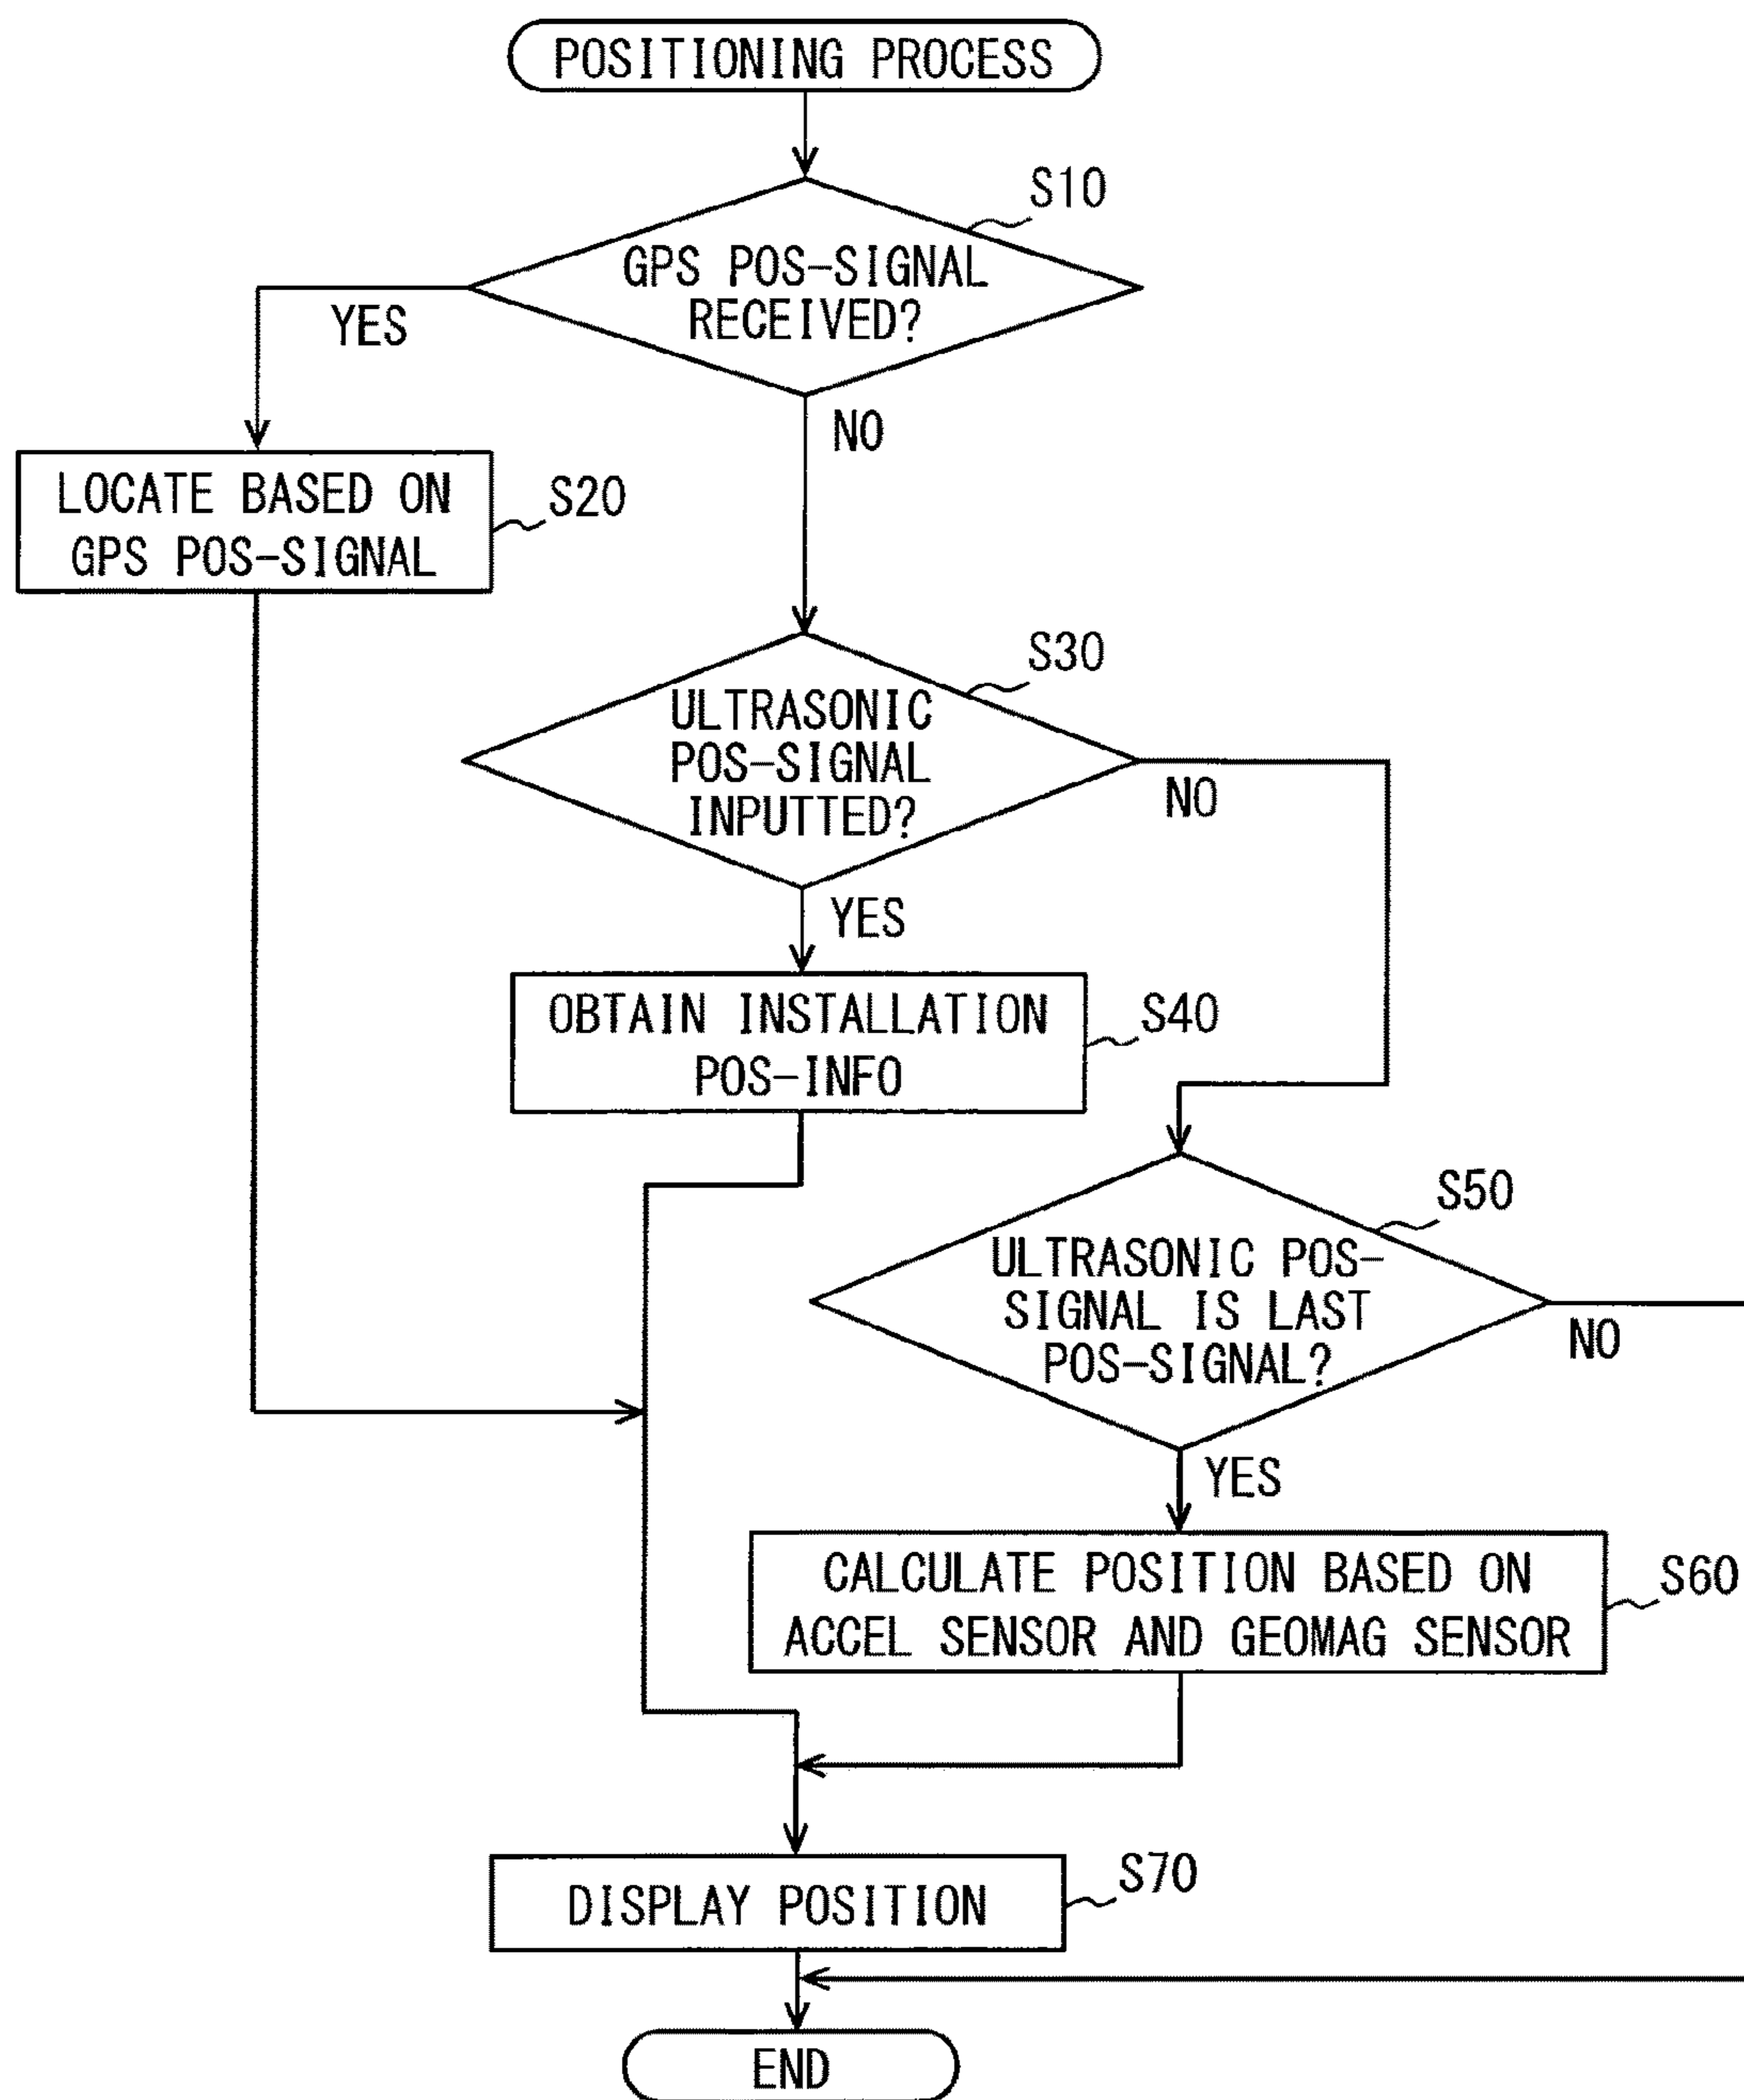 POSITIONING PROCESS
S10
GPS POS-SIGNAL
RECEIVED?
YES
NO
LOCATE BASED ON
GPS POS-SIGNAL
S20
S30
ULTRASONIC
POS-SIGNAL
INPUTTED?
NO
YES
OBTAIN INSTALLATION
POS-INFO
S40
S50
ULTRASONIC POS-
SIGNAL IS LAST
POS-SIGNAL?
NO
YES
CALCULATE POSITION BASED ON
ACCEL SENSOR AND GEOMAG SENSOR
S60
DISPLAY POSITION
S70
END